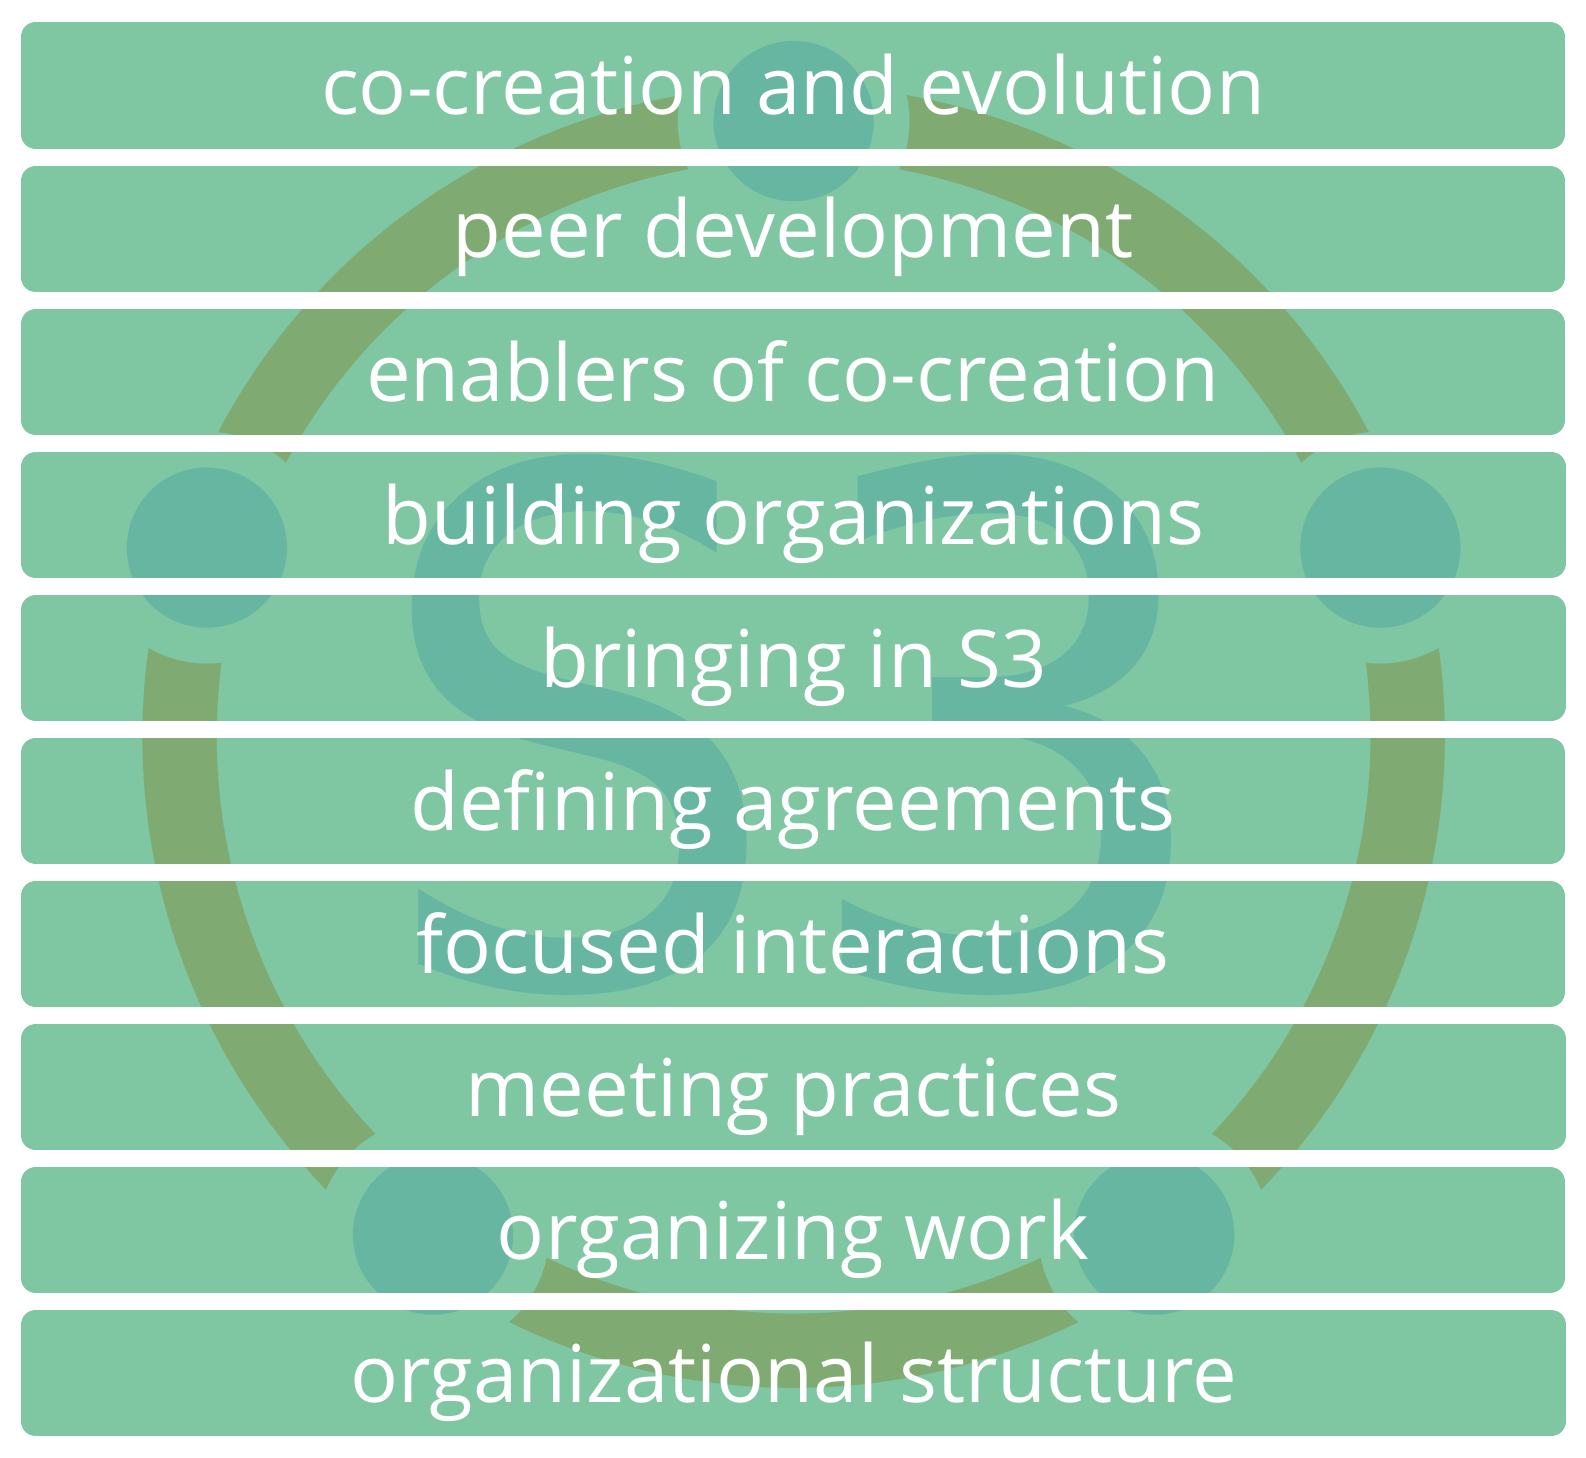 co-creation and evolution
peer development
enablers of co-creation
building organizations
S3
bringing in S3
defining agreements
focused interactions
meeting practices
organizing work
organizational structure